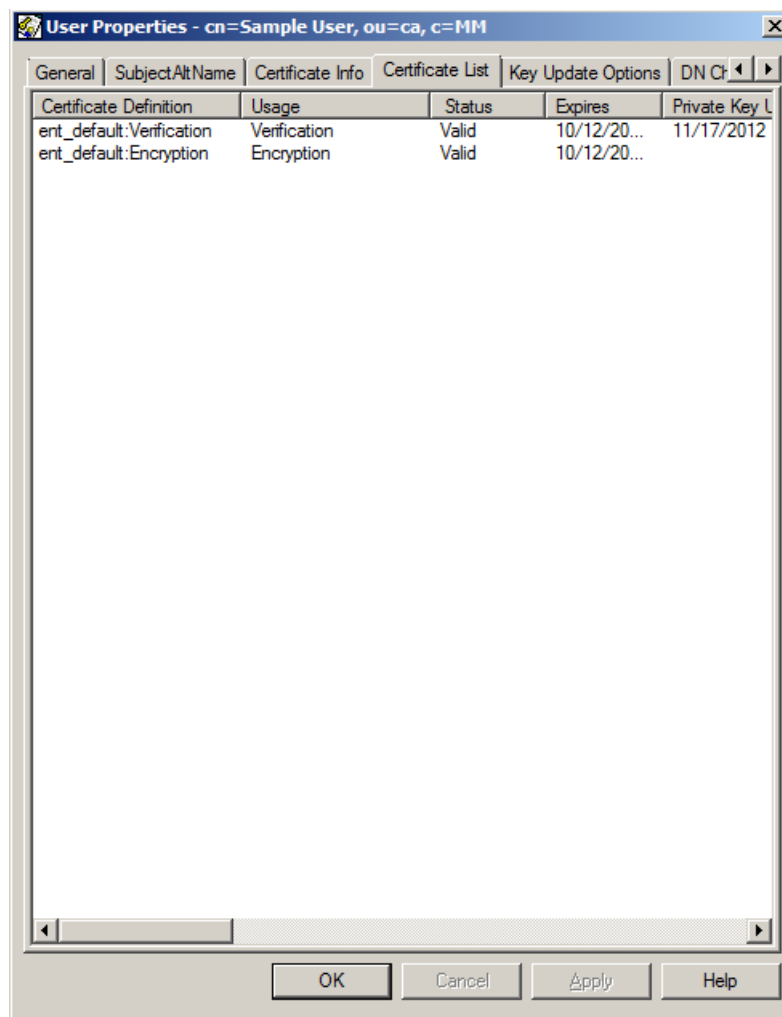 User Properties - cn=Sample User, ou=ca, c=MM
General SubjectAltName Certificate Info Certificate List Key Update Options DN Ch
Certificate Definition Usage Status Expires Private Key U
ent_default:Verification Verification Valid 10/12/20... 11/17/2012
ent_default:Encryption Encryption Valid 10/12/20...
OK Cancel Apply Help